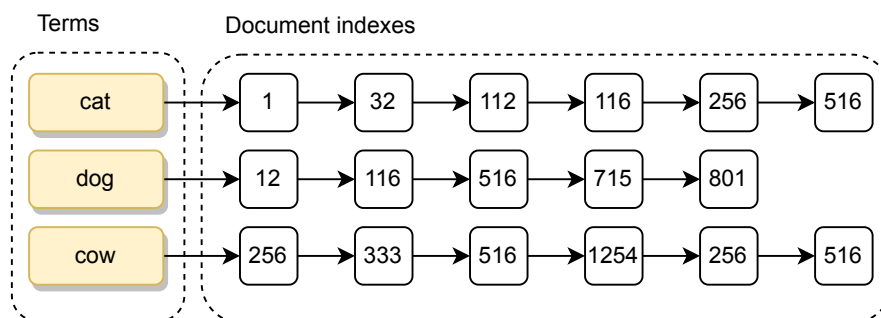 Terms
Document indexes
cat 1 32 112 116 256 516
dog 12 116 516 715 801
cow 256 333 516 1254 256 516